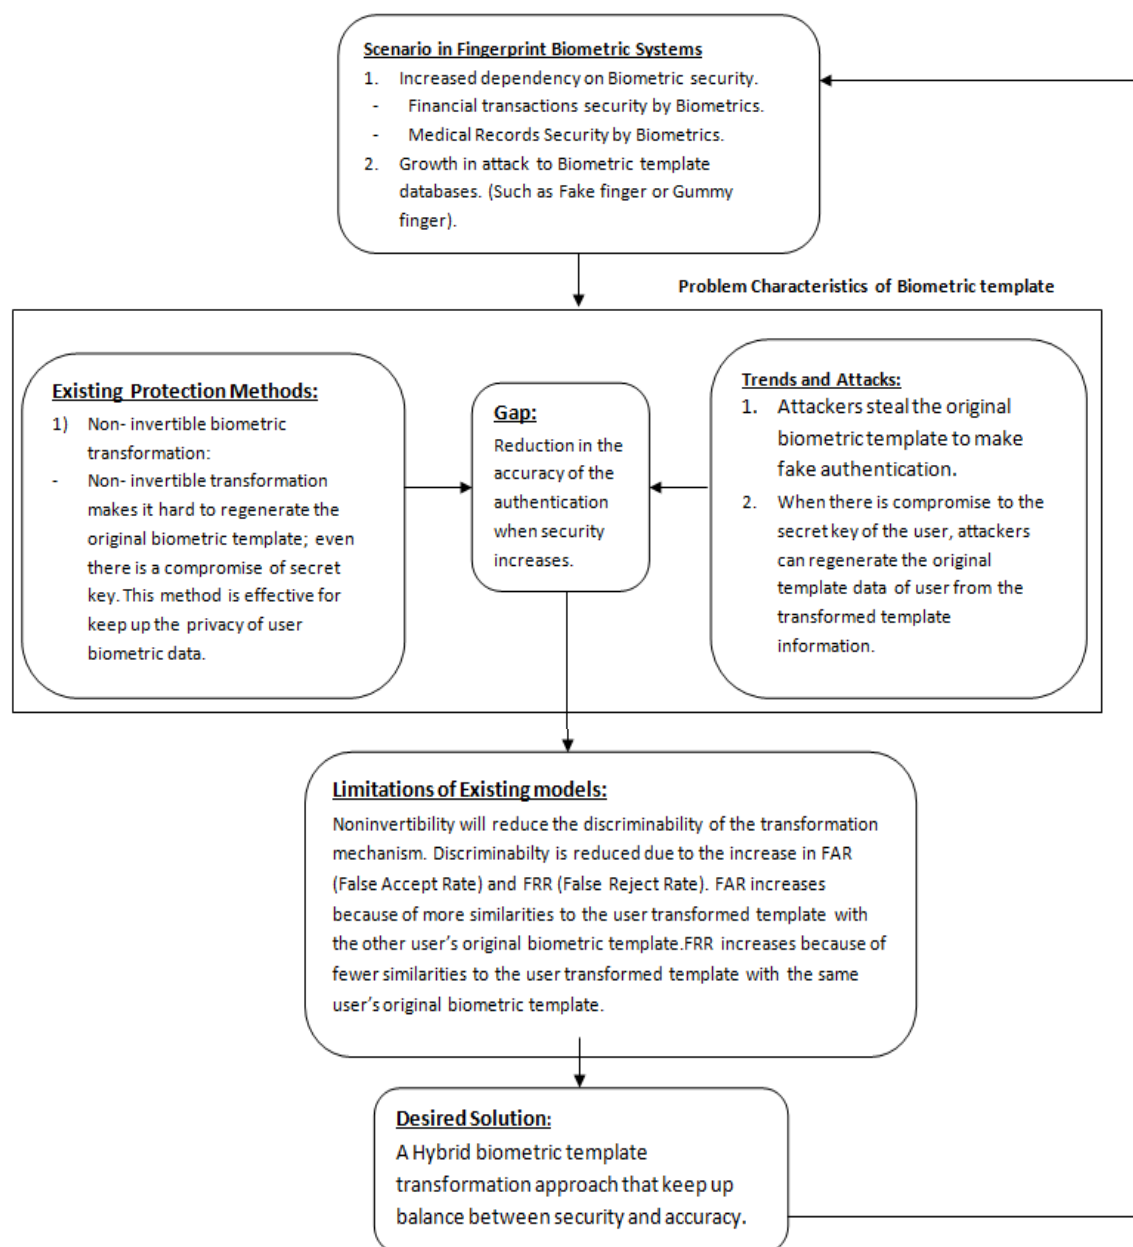 Scenario in Fingerprint Biometric Systems
1. Increased dependency on Biometric security.
- Financial transactions security by Biometrics.
- Medical Records Security by Biometrics.
2. Growth in attack to Biometric template
databases. (Such as Fake finger or Gummy
finger).
Problem Characteristics of Biometric template
Existing Protection Methods:
1) Non- invertible biometric
transformation:
- Non- invertible transformation
makes it hard to regenerate the
original biometric template; even
there is a compromise of secret
key. This method is effective for
keep up the privacy of user
biometric data.
Gap:
Reduction in the
accuracy of the
authentication
when security
increases.
Trends and Attacks:
1. Attackers steal the original
biometric template to make
fake authentication.
2. When there is compromise to the
secret key of the user, attackers
can regenerate the original
template data of user from the
transformed template
information.
Limitations of Existing models:
Noninvertibility will reduce the discriminability of the transformation
mechanism. Discriminabilty is reduced due to the increase in FAR
(False Accept Rate) and FRR (False Reject Rate). FAR increases
because of more similarities to the user transformed template with
the other user's original biometric template.FRR increases because of
fewer similarities to the user transformed template with the same
user's original biometric template.
Desired Solution:
A Hybrid biometric template
transformation approach that keep up
balance between security and accuracy.